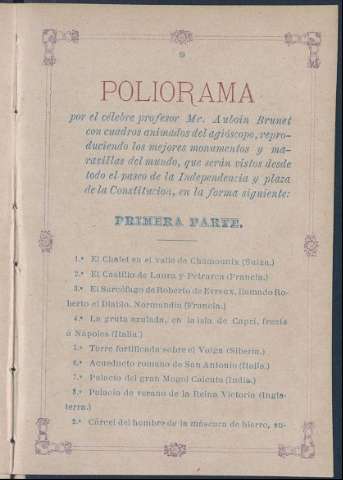 POLIORAMA
por el célebre profesor Mr. Auboin Brunet
con cuadros animados del agióscopo, repro-
duciendo los mejores monumentos y ma-
ravillas del mundo, que serán vistos desde
todo el paseo de la Independencia y plaza
de la Constitucion, en la forma siguiente:
PRIMERA PARTE.
1.º El Chalet en el valle de Chamounix (Suiza.)
2.º El Castillo de Laura y Petrarca (Francia.)
3.º El Sarcófago de Roberto de Evreux, llamado Ro-
berto el Diablo. Normandía (Francia.)
4.º La gruta azulada, en la isla de Capri, frente
á Nápoles (Italia.)
5.º Torre fortificada sobre el Volga (Siberia.)
6.º Acueducto romano de San Antonio (Italia.)
7.º Palacio del gran Mogol Calcuta (India.)
8.º Palacio de verano de la Reina Victoria (Ingla-
terra.)
9.º Cárcel del hombre de la máscara de hierro, en-